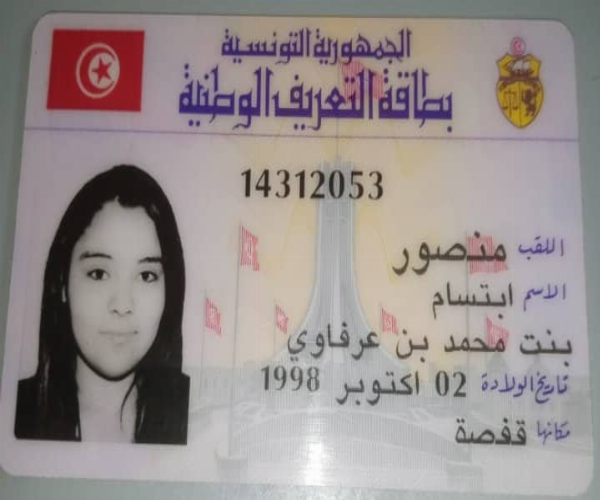 الجمهورية التونسية
بطاقة التعريف الوطنية
14312053
اللقب منصور
الاسم ابتسام
بنت محمد بن عرفاوي
تاريخ الولادة 02 اكتوبر 1998
مكانها قفصة